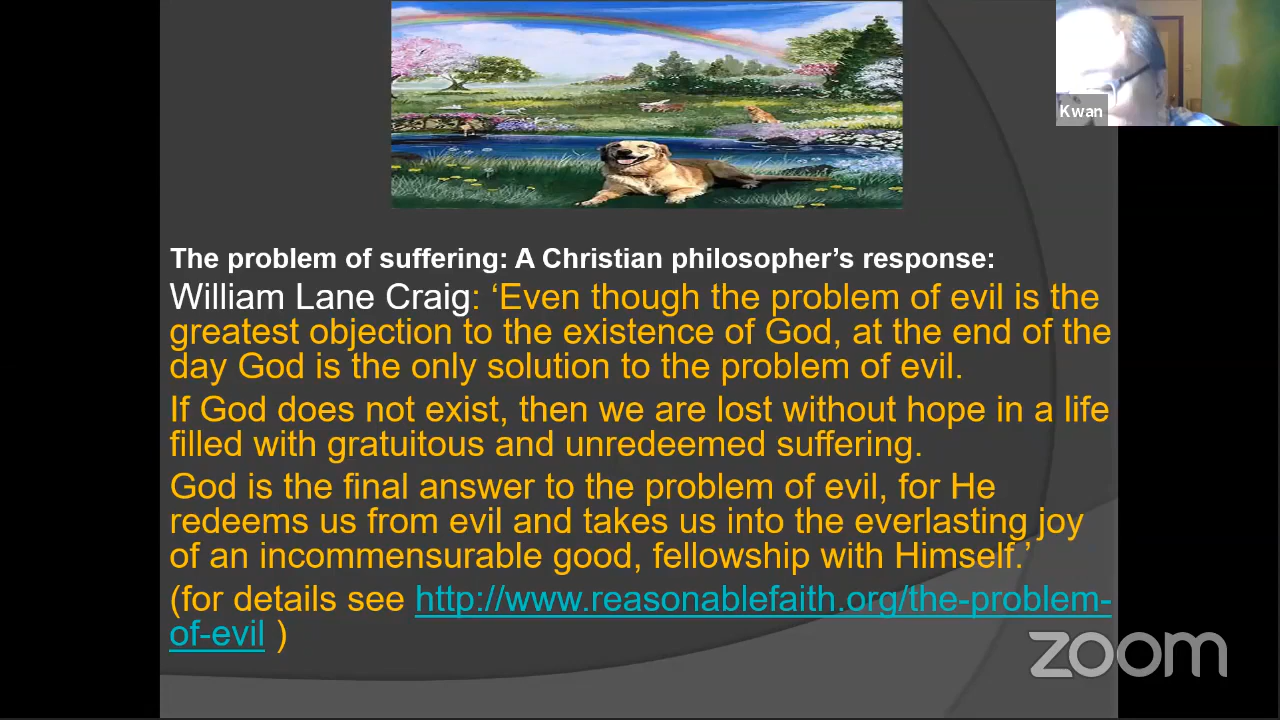 Kwan
The problem of suffering: A Christian philosopher’s response:
William Lane Craig: ‘Even though the problem of evil is the
greatest objection to the existence of God, at the end of the
day God is the only solution to the problem of evil.
If God does not exist, then we are lost without hope in a life
filled with gratuitous and unredeemed suffering.
God is the final answer to the problem of evil, for He
redeems us from evil and takes us into the everlasting joy
of an incommensurable good, fellowship with Himself.’
(for details see http://www.reasonablefaith.org/the-problem-
of-evil )
zoom